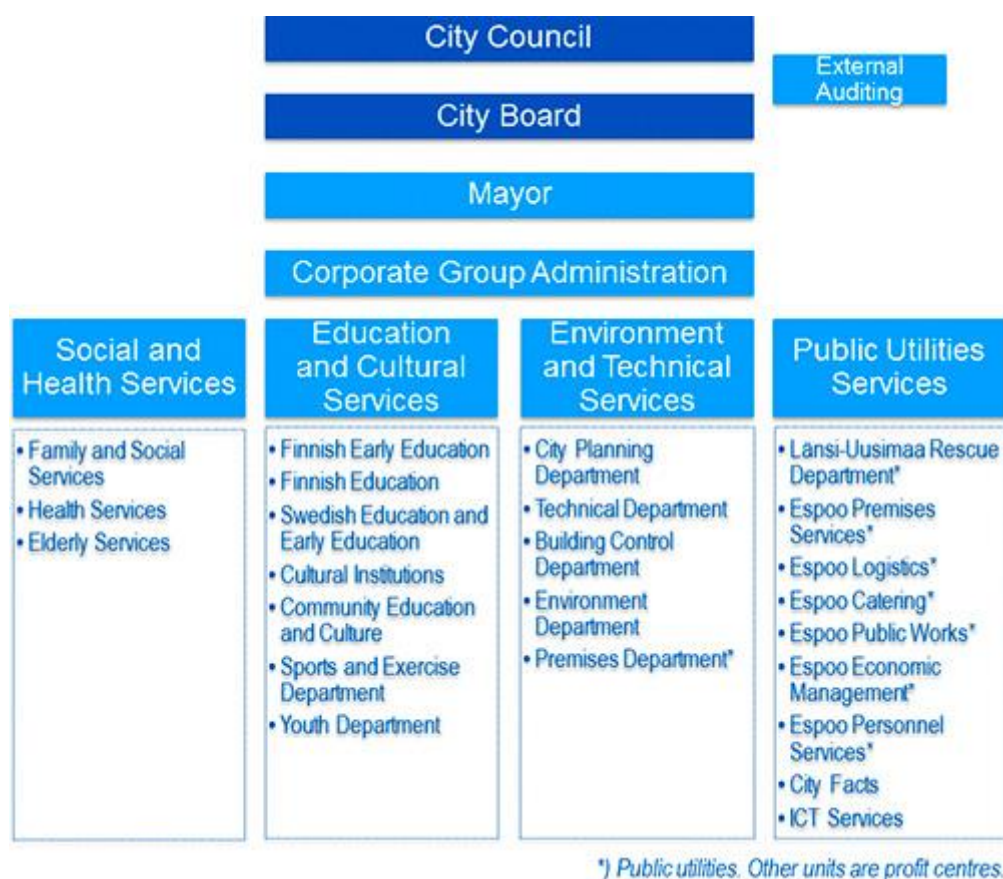 City Council
External
Auditing
City Board
Mayor
Corporate Group Administration
Social and
Health Services
• Family and Social
Services
• Health Services
• Elderly Services
Education
and Cultural
Services
• Finnish Early Education
• Finnish Education
• Swedish Education and
Early Education
• Cultural Institutions
• Community Education
and Culture
• Sports and Exercise
Department
• Youth Department
Environment
and Technical
Services
• City Planning
Department
• Technical Department
• Building Control
Department
• Environment
Department
• Premises Department*
Public Utilities
Services
• Länsi-Uusimaa Rescue
Department*
• Espoo Premises
Services*
• Espoo Logistics*
• Espoo Catering*
• Espoo Public Works*
• Espoo Economic
Management*
• Espoo Personnel
Services*
• City Facts
• ICT Services
*) Public utilities. Other units are profit centres.